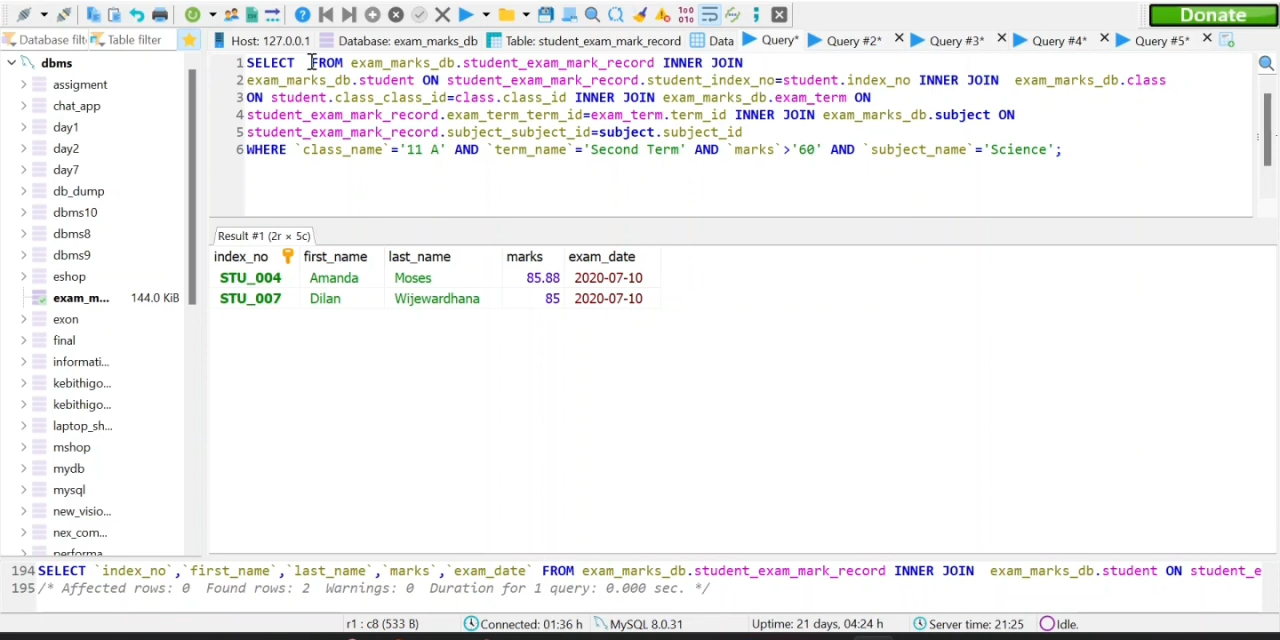 Donate
Database filt
Table filter
Host: 127.0.0.1
Database: exam_marks_db
Table: student_exam_mark_record
Data
Query*
Query #2*
Query #3*
Query #4*
Query #5*
dbms
assigment
chat_app
day1
day2
day7
db_dump
dbms10
dbms8
dbms9
eshop
exam_m... 144.0 KiB
exon
final
informati...
kebithigo...
kebithigo...
laptop_sh...
mshop
mydb
mysql
new_visio...
nex_com...
performa
1 SELECT FROM exam_marks_db.student_exam_mark_record INNER JOIN
2 exam_marks_db.student ON student_exam_mark_record.student_index_no=student.index_no INNER JOIN exam_marks_db.class
3 ON student.class_class_id=class.class_id INNER JOIN exam_marks_db.exam_term ON
4 student_exam_mark_record.exam_term_term_id=exam_term.term_id INNER JOIN exam_marks_db.subject ON
5 student_exam_mark_record.subject_subject_id=subject.subject_id
6 WHERE `class_name`='11 A' AND `term_name`='Second Term' AND `marks`>'60' AND `subject_name`='Science';
Result #1 (2r × 5c)
index_no first_name last_name marks exam_date
STU_004 Amanda Moses 85.88 2020-07-10
STU_007 Dilan Wijewardhana 85 2020-07-10
194 SELECT `index_no`,`first_name`,`last_name`,`marks`,`exam_date` FROM exam_marks_db.student_exam_mark_record INNER JOIN exam_marks_db.student ON student_e
195 /* Affected rows: 0 Found rows: 2 Warnings: 0 Duration for 1 query: 0.000 sec. */
r1 : c8 (533 B)
Connected: 01:36 h
MySQL 8.0.31
Uptime: 21 days, 04:24 h
Server time: 21:25
Idle.